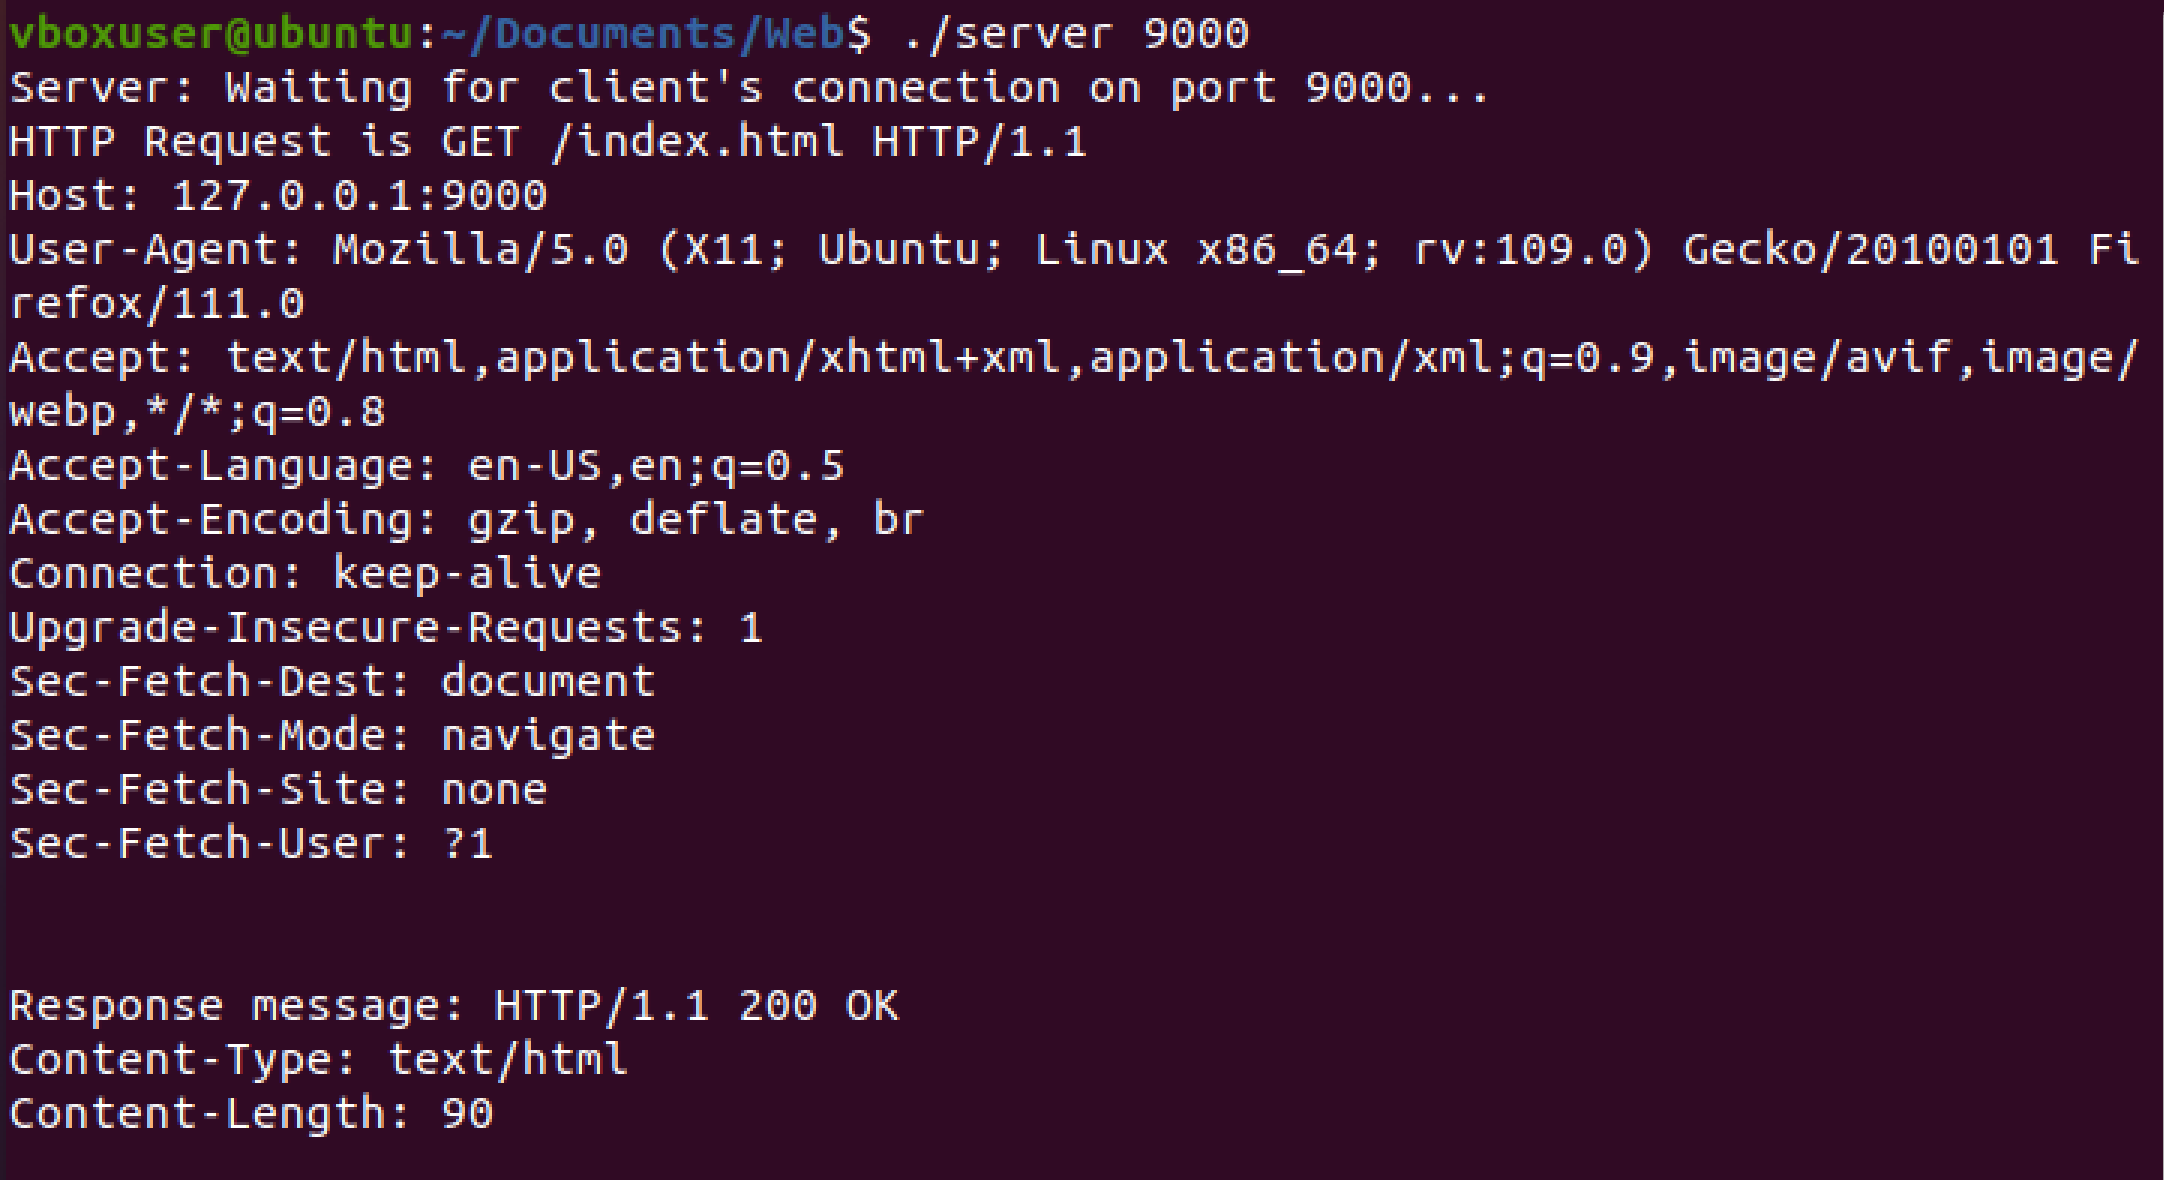 vboxuser@ubuntu:~/Documents/Web$ ./server 9000
Server: Waiting for client's connection on port 9000...
HTTP Request is GET /index.html HTTP/1.1
Host: 127.0.0.1:9000
User-Agent: Mozilla/5.0 (X11; Ubuntu; Linux x86_64; rv:109.0) Gecko/20100101 Fi
refox/111.0
Accept: text/html,application/xhtml+xml,application/xml;q=0.9,image/avif,image/
webp,*/*;q=0.8
Accept-Language: en-US,en;q=0.5
Accept-Encoding: gzip, deflate, br
Connection: keep-alive
Upgrade-Insecure-Requests: 1
Sec-Fetch-Dest: document
Sec-Fetch-Mode: navigate
Sec-Fetch-Site: none
Sec-Fetch-User: ?1
Response message: HTTP/1.1 200 OK
Content-Type: text/html
Content-Length: 90